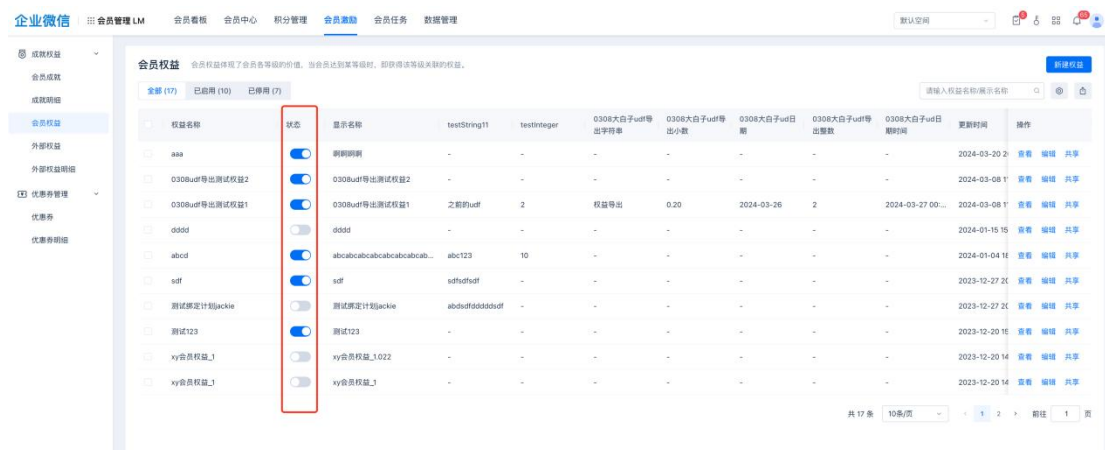 企业微信 会员管理 LM 会员看板 会员中心 积分管理 会员激励 会员任务 数据管理 默认空间
成就权益
会员成就
成就明细
会员权益
外部权益
外部权益明细
优惠券管理
优惠券
优惠券明细
会员权益 会员权益体现了会员各等级的价值，当会员达到某等级时，即获得该等级关联的权益。 新建权益
全部 (17) 已启用 (10) 已停用 (7) 请输入权益名称/展示名称
权益名称 状态 显示名称 testString11 testInteger 0308大白子udf导出字符串 0308大白子udf导出小数 0308大白子ud日期 0308大白子udf导出整数 0308大白子ud日期时间 更新时间 操作
aaa 啊啊啊啊 - - - - - - - 2024-03-20 2 查看 编辑 共享
0308udf导出测试权益2 0308udf导出测试权益2 - - - - - - - 2024-03-08 1 查看 编辑 共享
0308udf导出测试权益1 0308udf导出测试权益1 之前的udf 2 权益导出 0.20 2024-03-26 2 2024-03-27 00:... 2024-03-08 1 查看 编辑 共享
dddd dddd - - - - - - - 2024-01-15 15 查看 编辑 共享
abcd abcabcabcabcabcabcab... abc123 10 - - - - - 2024-01-04 18 查看 编辑 共享
sdf sdf sdfsdfsdf - - - - - - 2023-12-27 20 查看 编辑 共享
测试绑定计划jackie 测试绑定计划jackie abdsdfdddddsdf - - - - - - 2023-12-27 20 查看 编辑 共享
测试123 测试123 - - - - - - - 2023-12-20 15 查看 编辑 共享
xy会员权益_1 xy会员权益_1.022 - - - - - - - 2023-12-20 14 查看 编辑 共享
xy会员权益_1 xy会员权益_1 - - - - - - - 2023-12-20 14 查看 编辑 共享
共 17 条 10条/页 1 2 前往 1 页